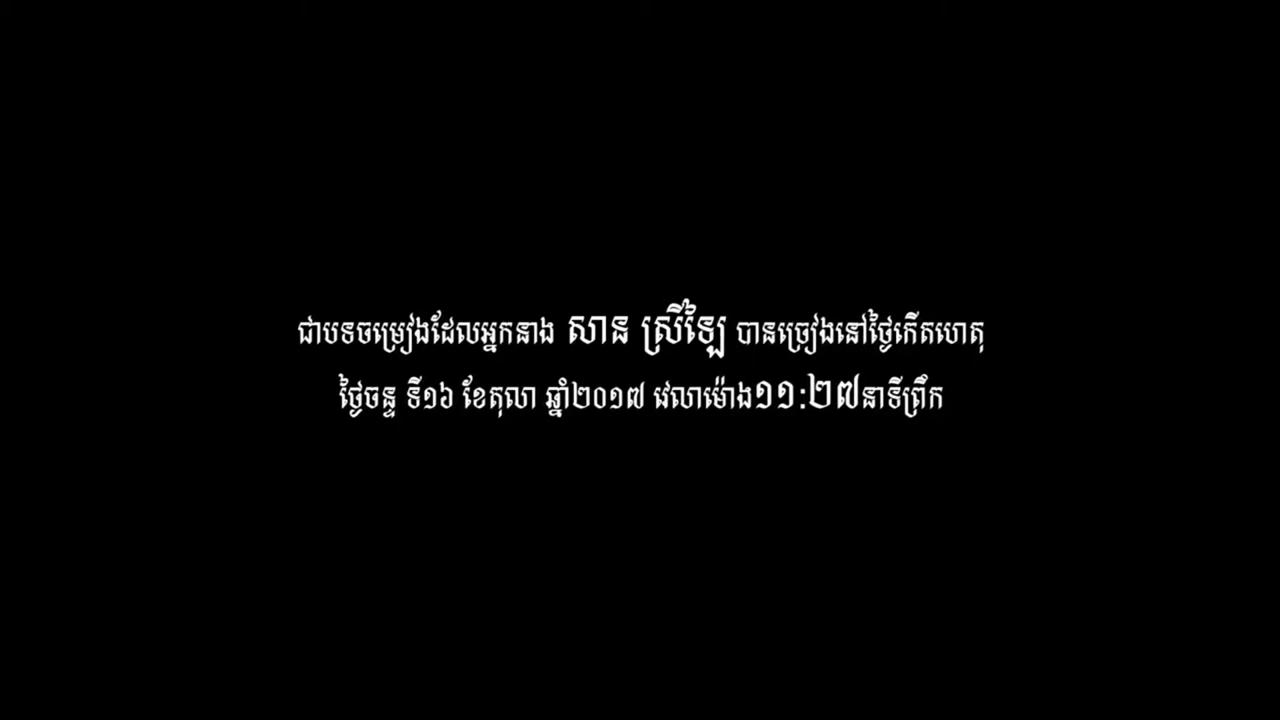 ជាបទចម្រៀងដែលអ្នកនាង សាន ស្រីឡៃ បានច្រៀងនៅថ្ងៃកើតហេតុ
ថ្ងៃចន្ទ ទី១៦ ខែតុលា ឆ្នាំ២០១៧ វេលាម៉ោង១១:២៧នាទីព្រឹក